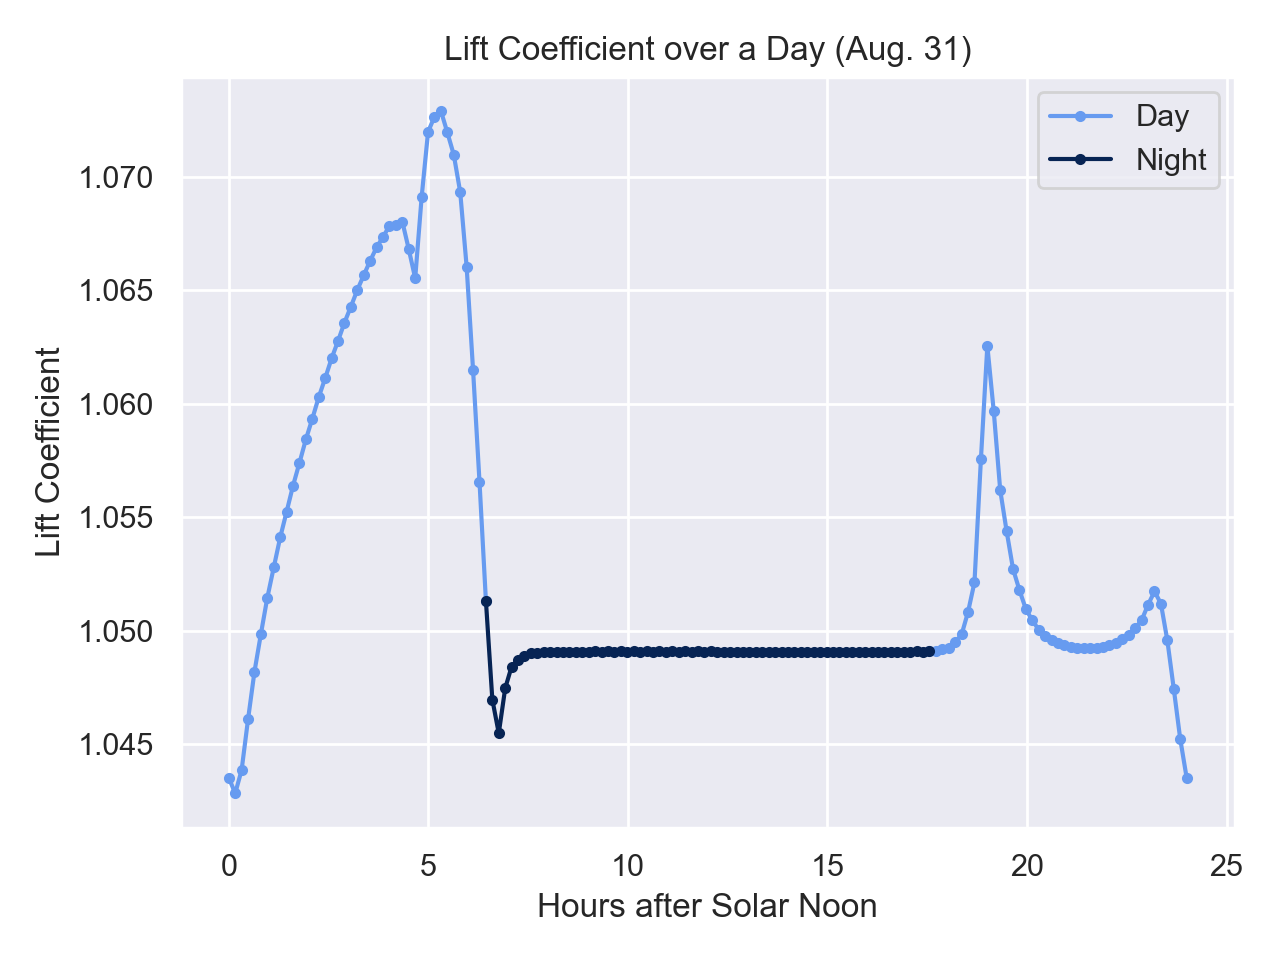 Lift Coefficient over a Day (Aug. 31)
Day
Night
1.070
1.065
1.060
1.055
1.050
1.045
Lift Coefficient
0 5 10 15 20 25
Hours after Solar Noon